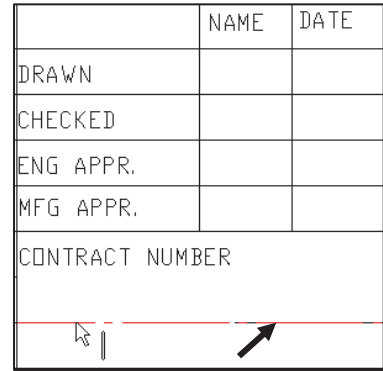 NAME DATE
DRAWN
CHECKED
ENG APPR.
MFG APPR.
CONTRACT NUMBER